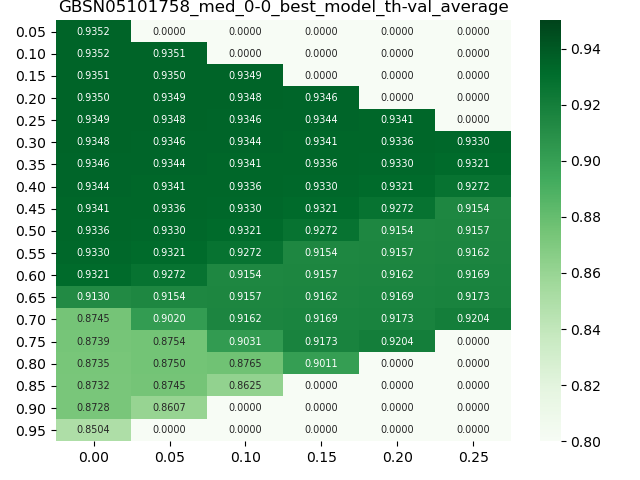 GBSN05101758_med_0-0_best_model_th-val_average
0.05 0.9352 0.0000 0.0000 0.0000 0.0000 0.0000
0.10 0.9352 0.9351 0.0000 0.0000 0.0000 0.0000
0.15 0.9351 0.9350 0.9349 0.0000 0.0000 0.0000
0.20 0.9350 0.9349 0.9348 0.9346 0.0000 0.0000
0.25 0.9349 0.9348 0.9346 0.9344 0.9341 0.0000
0.30 0.9348 0.9346 0.9344 0.9341 0.9336 0.9330
0.35 0.9346 0.9344 0.9341 0.9336 0.9330 0.9321
0.40 0.9344 0.9341 0.9336 0.9330 0.9321 0.9272
0.45 0.9341 0.9336 0.9330 0.9321 0.9272 0.9154
0.50 0.9336 0.9330 0.9321 0.9272 0.9154 0.9157
0.55 0.9330 0.9321 0.9272 0.9154 0.9157 0.9162
0.60 0.9321 0.9272 0.9154 0.9157 0.9162 0.9169
0.65 0.9130 0.9154 0.9157 0.9162 0.9169 0.9173
0.70 0.8745 0.9020 0.9162 0.9169 0.9173 0.9204
0.75 0.8739 0.8754 0.9031 0.9173 0.9204 0.0000
0.80 0.8735 0.8750 0.8765 0.9011 0.0000 0.0000
0.85 0.8732 0.8745 0.8625 0.0000 0.0000 0.0000
0.90 0.8728 0.8607 0.0000 0.0000 0.0000 0.0000
0.95 0.8504 0.0000 0.0000 0.0000 0.0000 0.0000
0.00 0.05 0.10 0.15 0.20 0.25
0.94
0.92
0.90
0.88
0.86
0.84
0.82
0.80